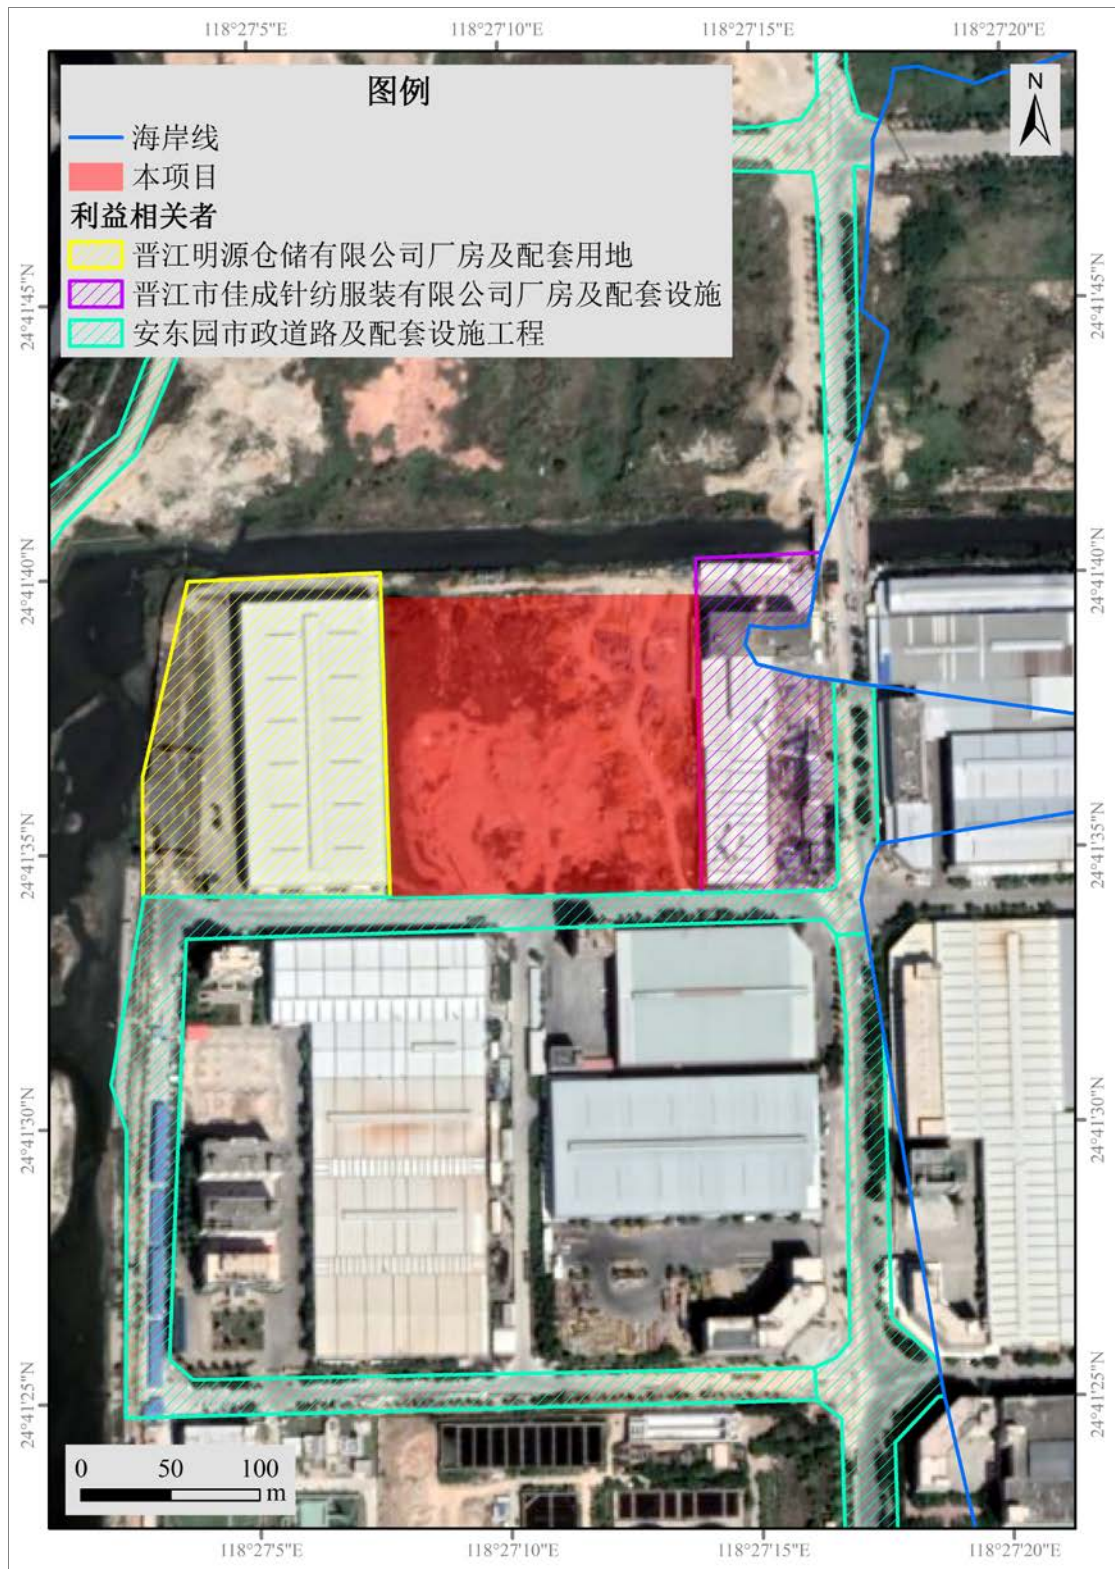 118°27'5"E 118°27'10"E 118°27'15"E 118°27'20"E
图例
海岸线
本项目
利益相关者
晋江明源仓储有限公司厂房及配套用地
晋江市佳成针纺服装有限公司厂房及配套设施
安东园市政道路及配套设施工程
N
24°41'45"N 24°41'45"N
24°41'40"N 24°41'40"N
24°41'35"N 24°41'35"N
24°41'30"N 24°41'30"N
24°41'25"N 24°41'25"N
0 50 100
m
118°27'5"E 118°27'10"E 118°27'15"E 118°27'20"E